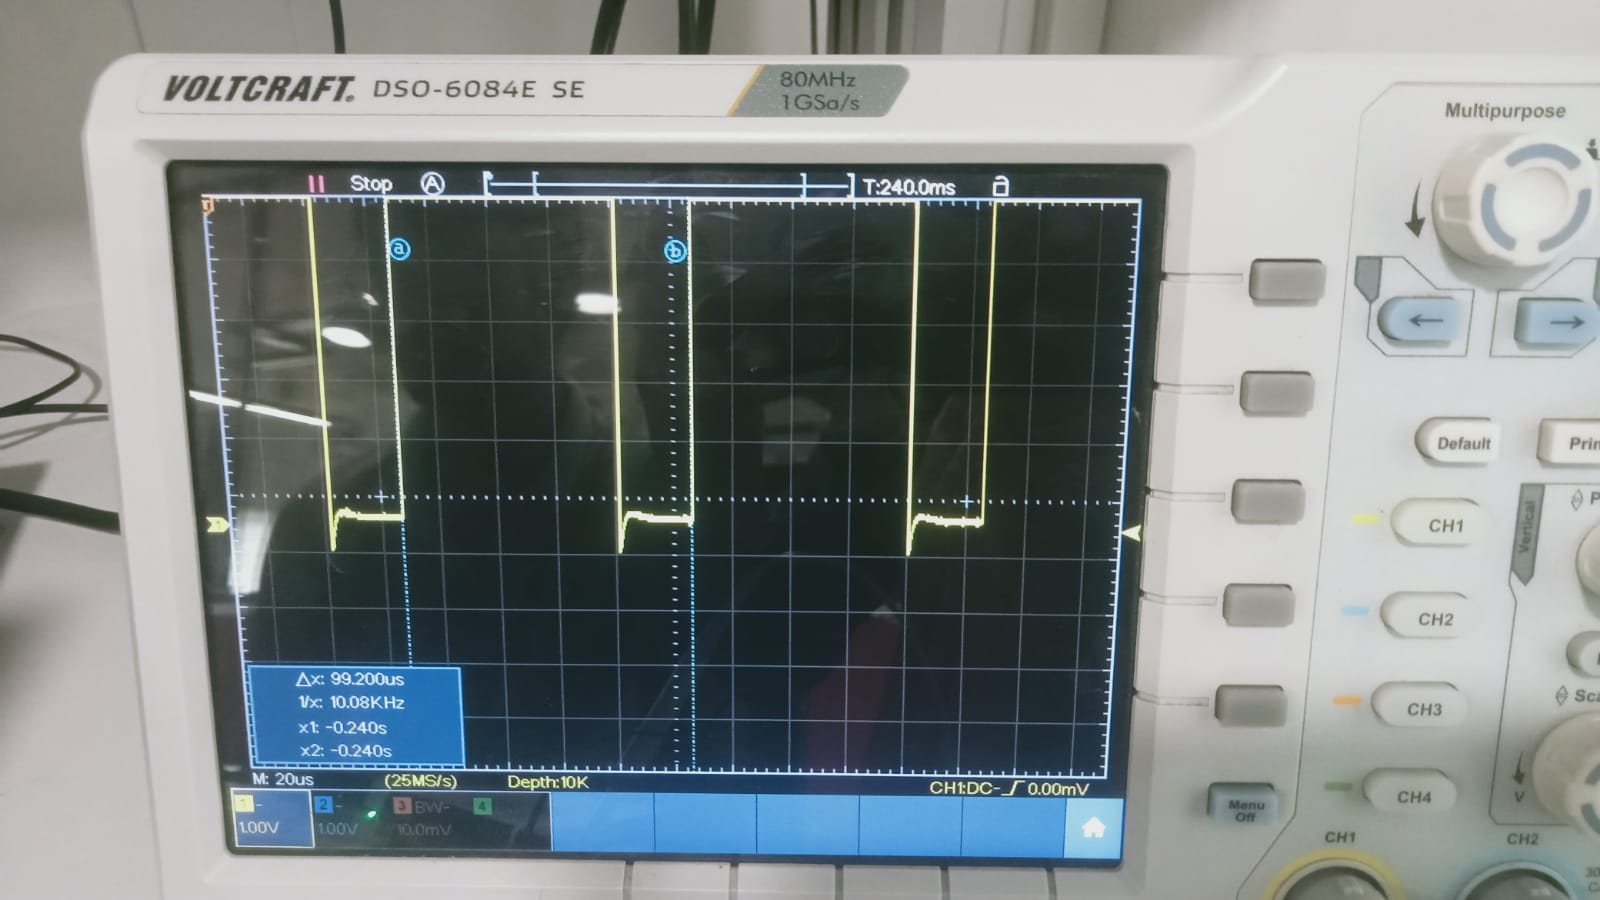 VOLTCRAFT. DSO-6084E SE
80MHz
1GSa/s
Multipurpose
Stop A T:240.0ms
a b
Δx: 99.200us
1/x: 10.08KHz
x1: -0.240s
x2: -0.240s
M: 20us (25MS/s) Depth:10K CH1:DC- 0.00mV
1 - 2 - 3 BW- 4
1.00V 1.00V 10.0mV
Default
Vertical
CH1
CH2
CH3
CH4
Menu
Off
V
CH1 CH2